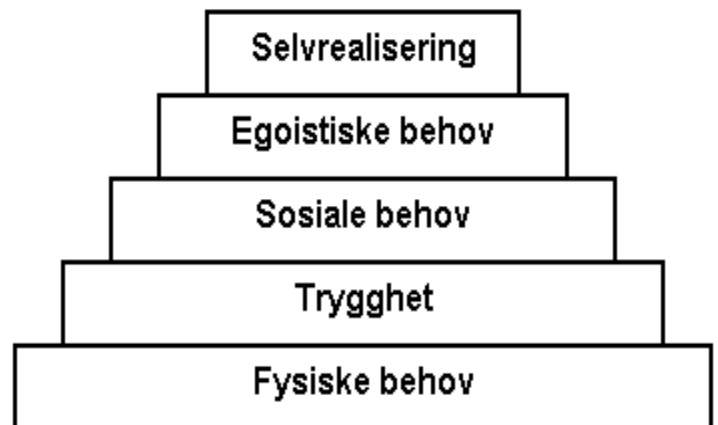 Selvrealisering
Egoistiske behov
Sosiale behov
Trygghet
Fysiske behov